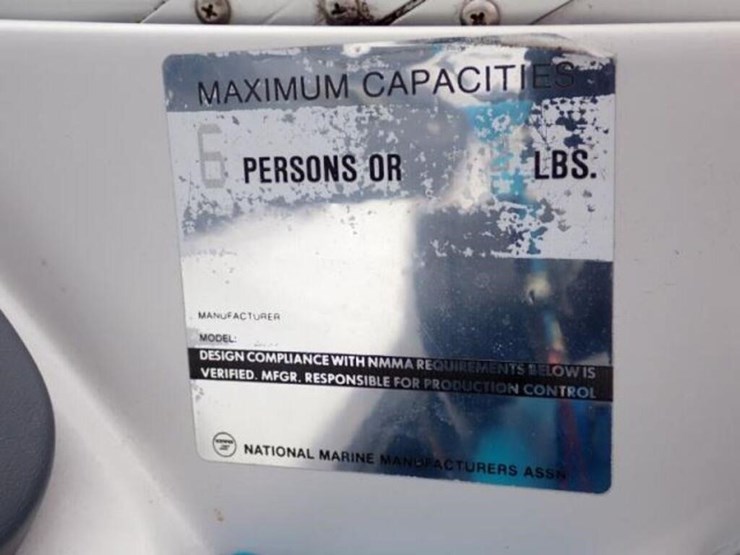 MAXIMUM CAPACITIES
6 PERSONS OR LBS.
MANUFACTURER
MODEL:
DESIGN COMPLIANCE WITH NMMA REQUIREMENTS BELOW IS
VERIFIED. MFGR. RESPONSIBLE FOR PRODUCTION CONTROL
NATIONAL MARINE MANUFACTURERS ASSN